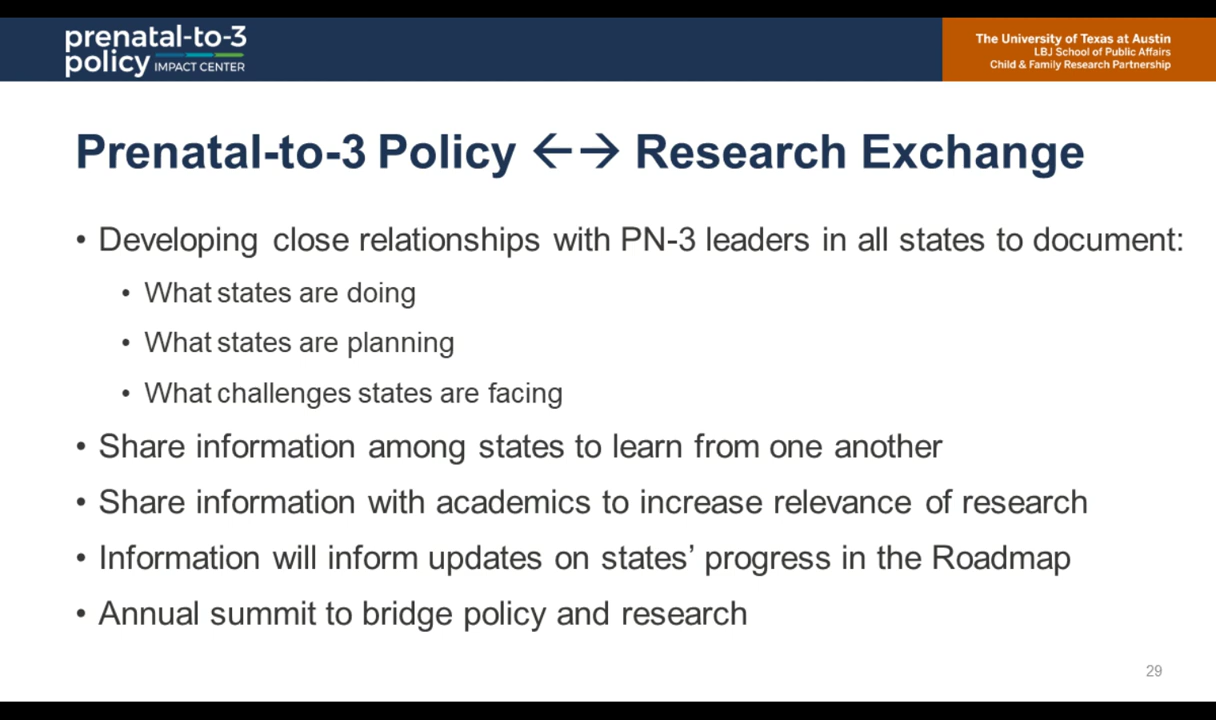 prenatal-to-3
policy IMPACT CENTER
The University of Texas at Austin
LBJ School of Public Affairs
Child & Family Research Partnership
Prenatal-to-3 Policy ←→ Research Exchange
• Developing close relationships with PN-3 leaders in all states to document:
• What states are doing
• What states are planning
• What challenges states are facing
• Share information among states to learn from one another
• Share information with academics to increase relevance of research
• Information will inform updates on states’ progress in the Roadmap
• Annual summit to bridge policy and research
29